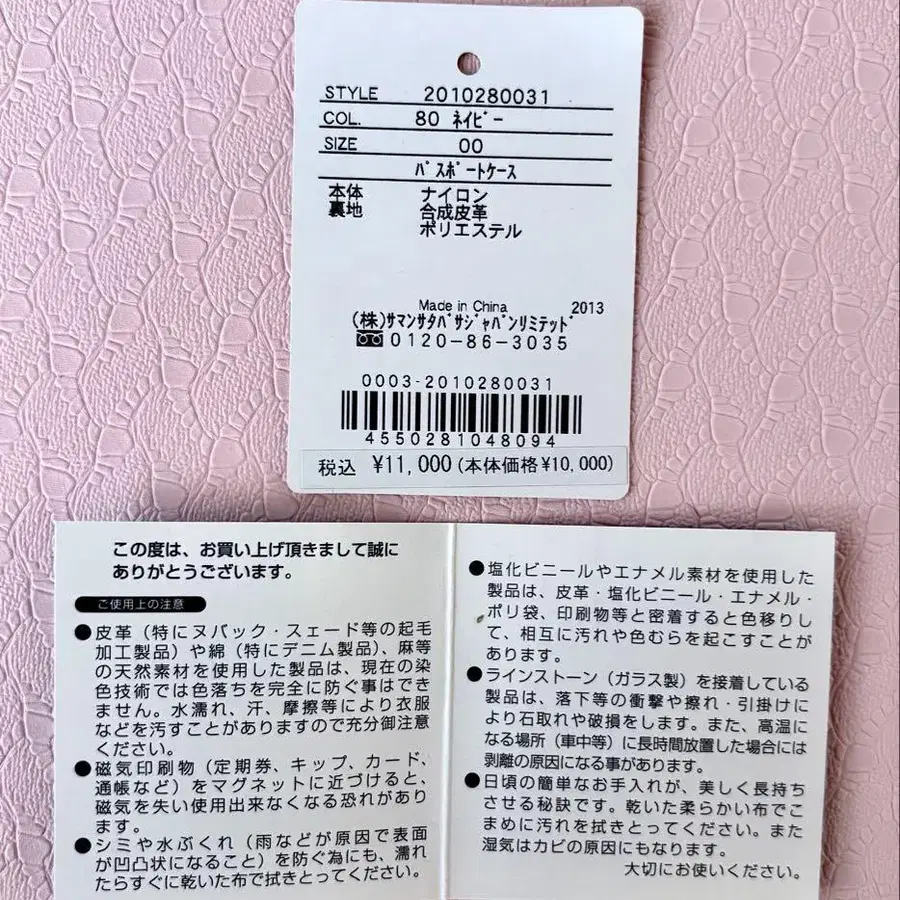 STYLE 2010280031
COL. 80 ﾈｲﾋﾞｰ
SIZE 00
ﾊﾟｽﾎﾟｰﾄｹｰｽ
本体 ナイロン
裏地 合成皮革
ポリエステル
Made in China 2013
(株)ｻﾏﾝｻﾀﾊﾞｻｼﾞｬﾊﾟﾝﾘﾐﾃｯﾄﾞ
0120-86-3035
0003-2010280031
4550281048094
税込 ¥11,000(本体価格¥10,000)
この度は、お買い上げ頂きまして誠に
ありがとうございます。
ご使用上の注意
●皮革（特にヌバック・スェード等の起毛
加工製品）や綿（特にデニム製品）、麻等
の天然素材を使用した製品は、現在の染
色技術では色落ちを完全に防ぐ事はでき
ません。水濡れ、汗、摩擦等により衣服
などを汚すことがありますので充分御注意
ください。
●磁気印刷物（定期券、キップ、カード、
通帳など）をマグネットに近づけると、
磁気を失い使用出来なくなる恐れがあり
ます。
●シミや水ぶくれ（雨などが原因で表面
が凹凸状になること）を防ぐ為にも、濡れ
たらすぐに乾いた布で拭きとってください。
●塩化ビニールやエナメル素材を使用した
製品は、皮革・塩化ビニール・エナメル・
ポリ袋、印刷物等と密着すると色移りし
て、相互に汚れや色むらを起こすことが
あります。
●ラインストーン（ガラス製）を接着している
製品は、落下等の衝撃や擦れ・引掛けに
より石取れや破損をします。また、高温に
なる場所（車中等）に長時間放置した場合には
剥離の原因になる事があります。
●日頃の簡単なお手入れが、美しく長持ち
させる秘訣です。乾いた柔らかい布でこ
まめに汚れを拭きとってください。また
湿気はカビの原因にもなります。
大切にお使いください。